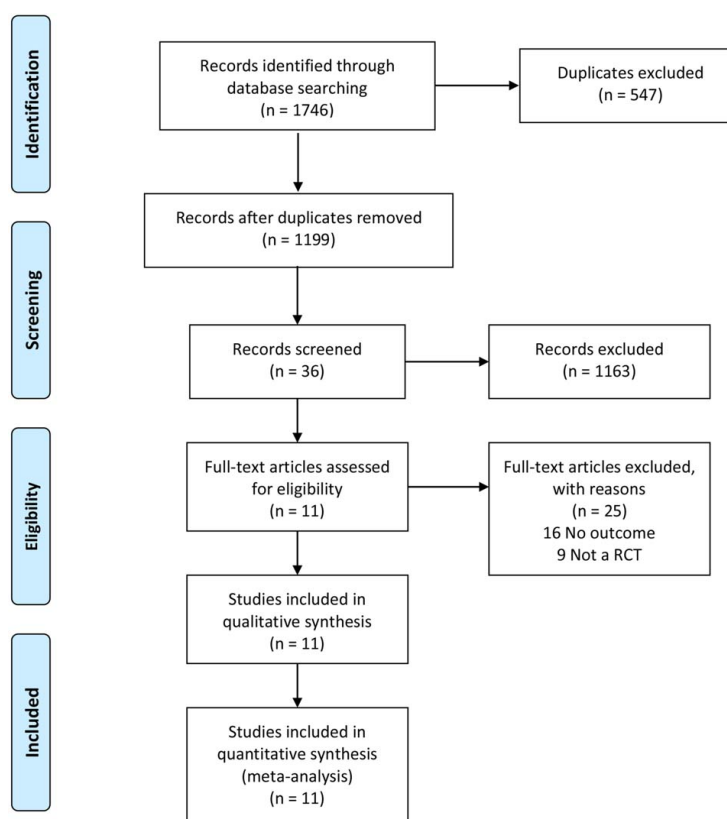 Identification
Records identified through
database searching
(n = 1746)
Duplicates excluded
(n = 547)
Records after duplicates removed
(n = 1199)
Screening
Records screened
(n = 36)
Records excluded
(n = 1163)
Eligibility
Full-text articles assessed
for eligibility
(n = 11)
Full-text articles excluded,
with reasons
(n = 25)
16 No outcome
9 Not a RCT
Studies included in
qualitative synthesis
(n = 11)
Included
Studies included in
quantitative synthesis
(meta-analysis)
(n = 11)